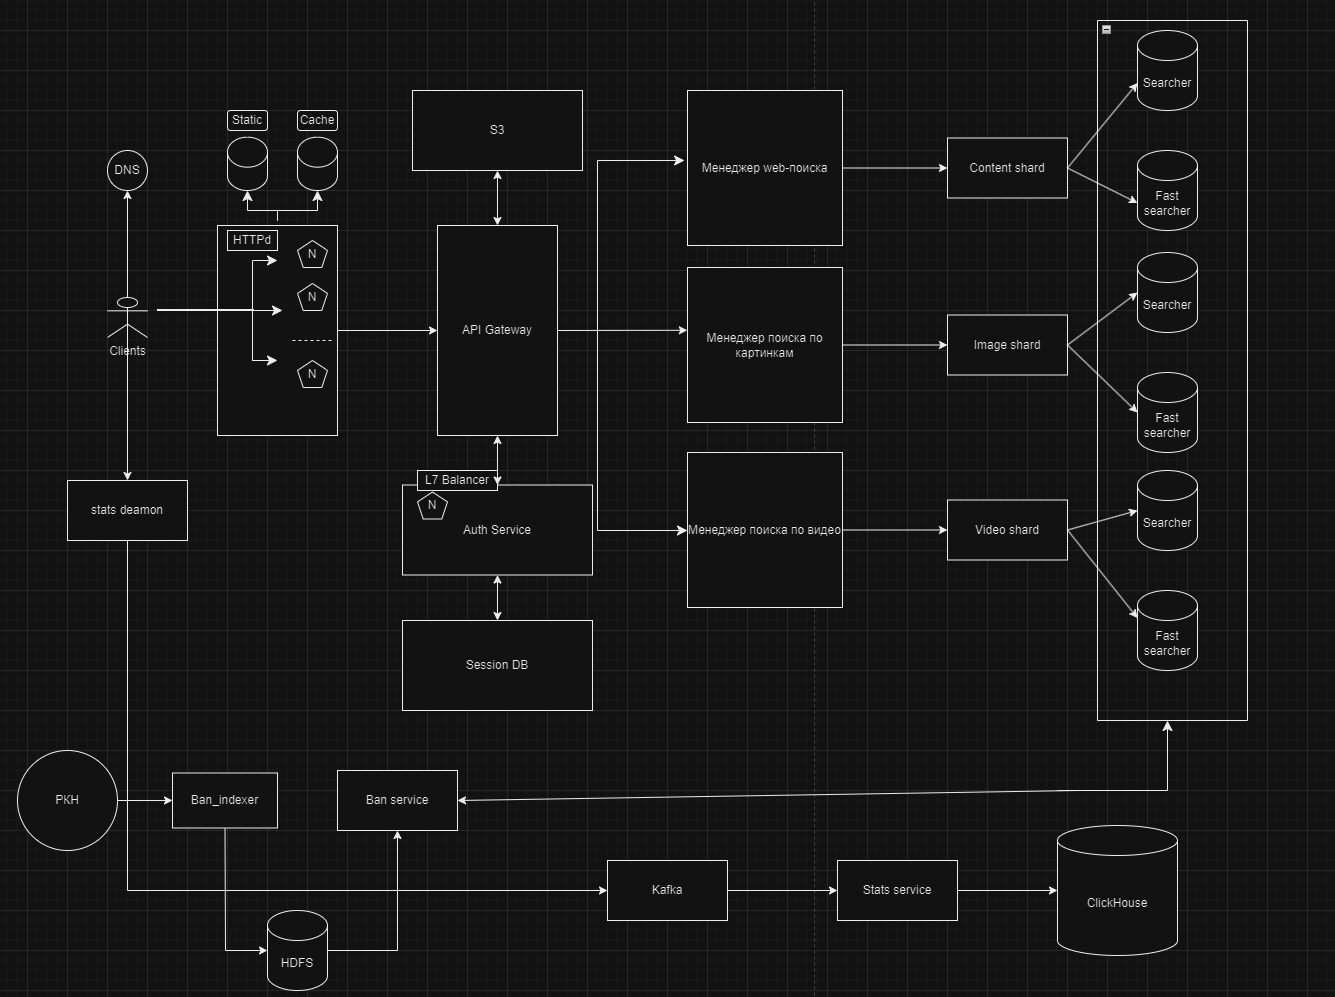 Searcher
Static
Cache
S3
DNS
Менеджер web-поиска
Content shard
Fast
searcher
HTTPd
N
N
N
Clients
API Gateway
Менеджер поиска по
картинкам
Image shard
Searcher
Fast
searcher
L7 Balancer
N
Auth Service
stats deamon
Менеджер поиска по видео
Video shard
Searcher
Fast
searcher
Session DB
РКН
Ban_indexer
Ban service
Kafka
Stats service
ClickHouse
HDFS